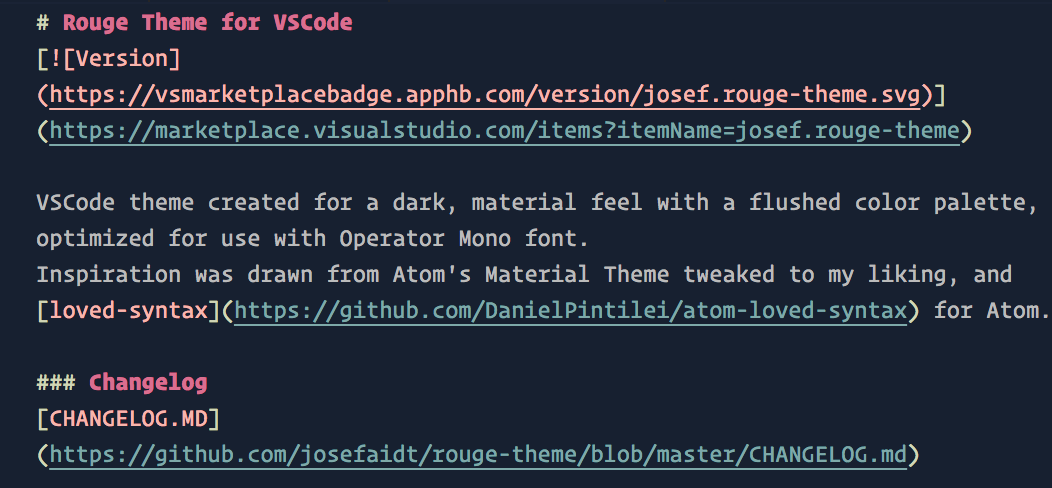 # Rouge Theme for VSCode
[![Version]
(https://vsmarketplacebadge.apphb.com/version/josef.rouge-theme.svg)]
(https://marketplace.visualstudio.com/items?itemName=josef.rouge-theme)
VSCode theme created for a dark, material feel with a flushed color palette,
optimized for use with Operator Mono font.
Inspiration was drawn from Atom's Material Theme tweaked to my liking, and
[loved-syntax](https://github.com/DanielPintilei/atom-loved-syntax) for Atom.
### Changelog
[CHANGELOG.MD]
(https://github.com/josefaidt/rouge-theme/blob/master/CHANGELOG.md)